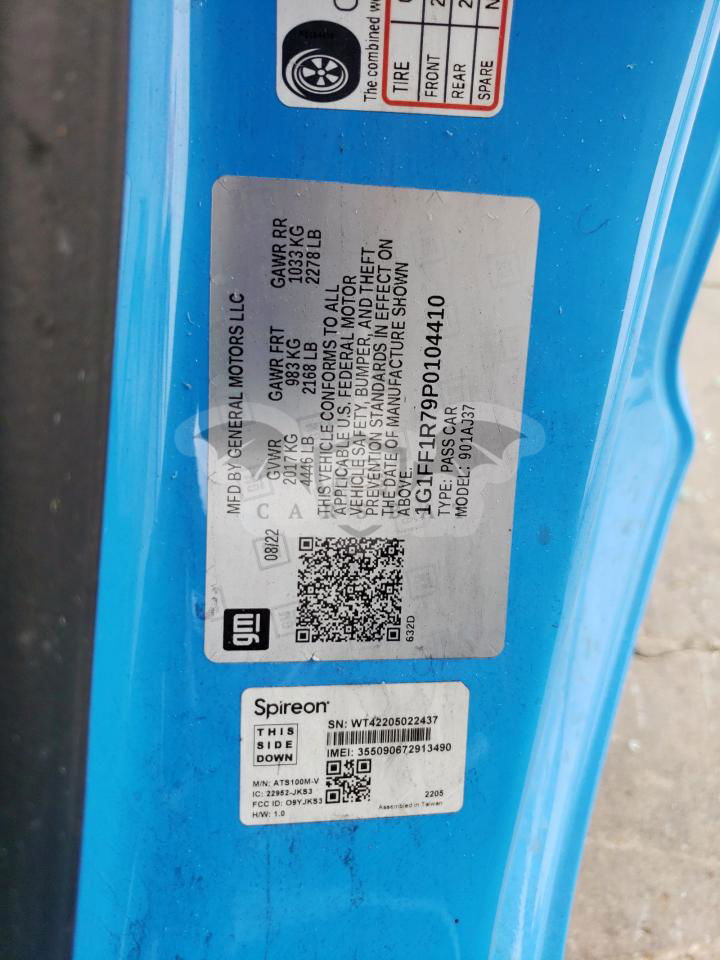 The combined w
TIRE
FRONT 2
REAR 2
SPARE N
MFD BY GENERAL MOTORS LLC
08/22 GVWR GAWR FRT GAWR RR
2017KG 983 KG 1033 KG
4446 LB 2168 LB 2278 LB
THIS VEHICLE CONFORMS TO ALL
APPLICABLE U.S. FEDERAL MOTOR
VEHICLE SAFETY, BUMPER, AND THEFT
PREVENTION STANDARDS IN EFFECT ON
THE DATE OF MANUFACTURE SHOWN
ABOVE.
1G1FF1R79P0104410
TYPE: PASS CAR
MODEL: 901AJ37
gm
632D
Spireon
THIS
SIDE
DOWN
SN: WT42205022437
IMEI: 355090672913490
M/N: ATS100M-V
IC: 22952-JKS3
FCC ID: O9YJKS3
H/W: 1.0
2205
Assembled in Taiwan